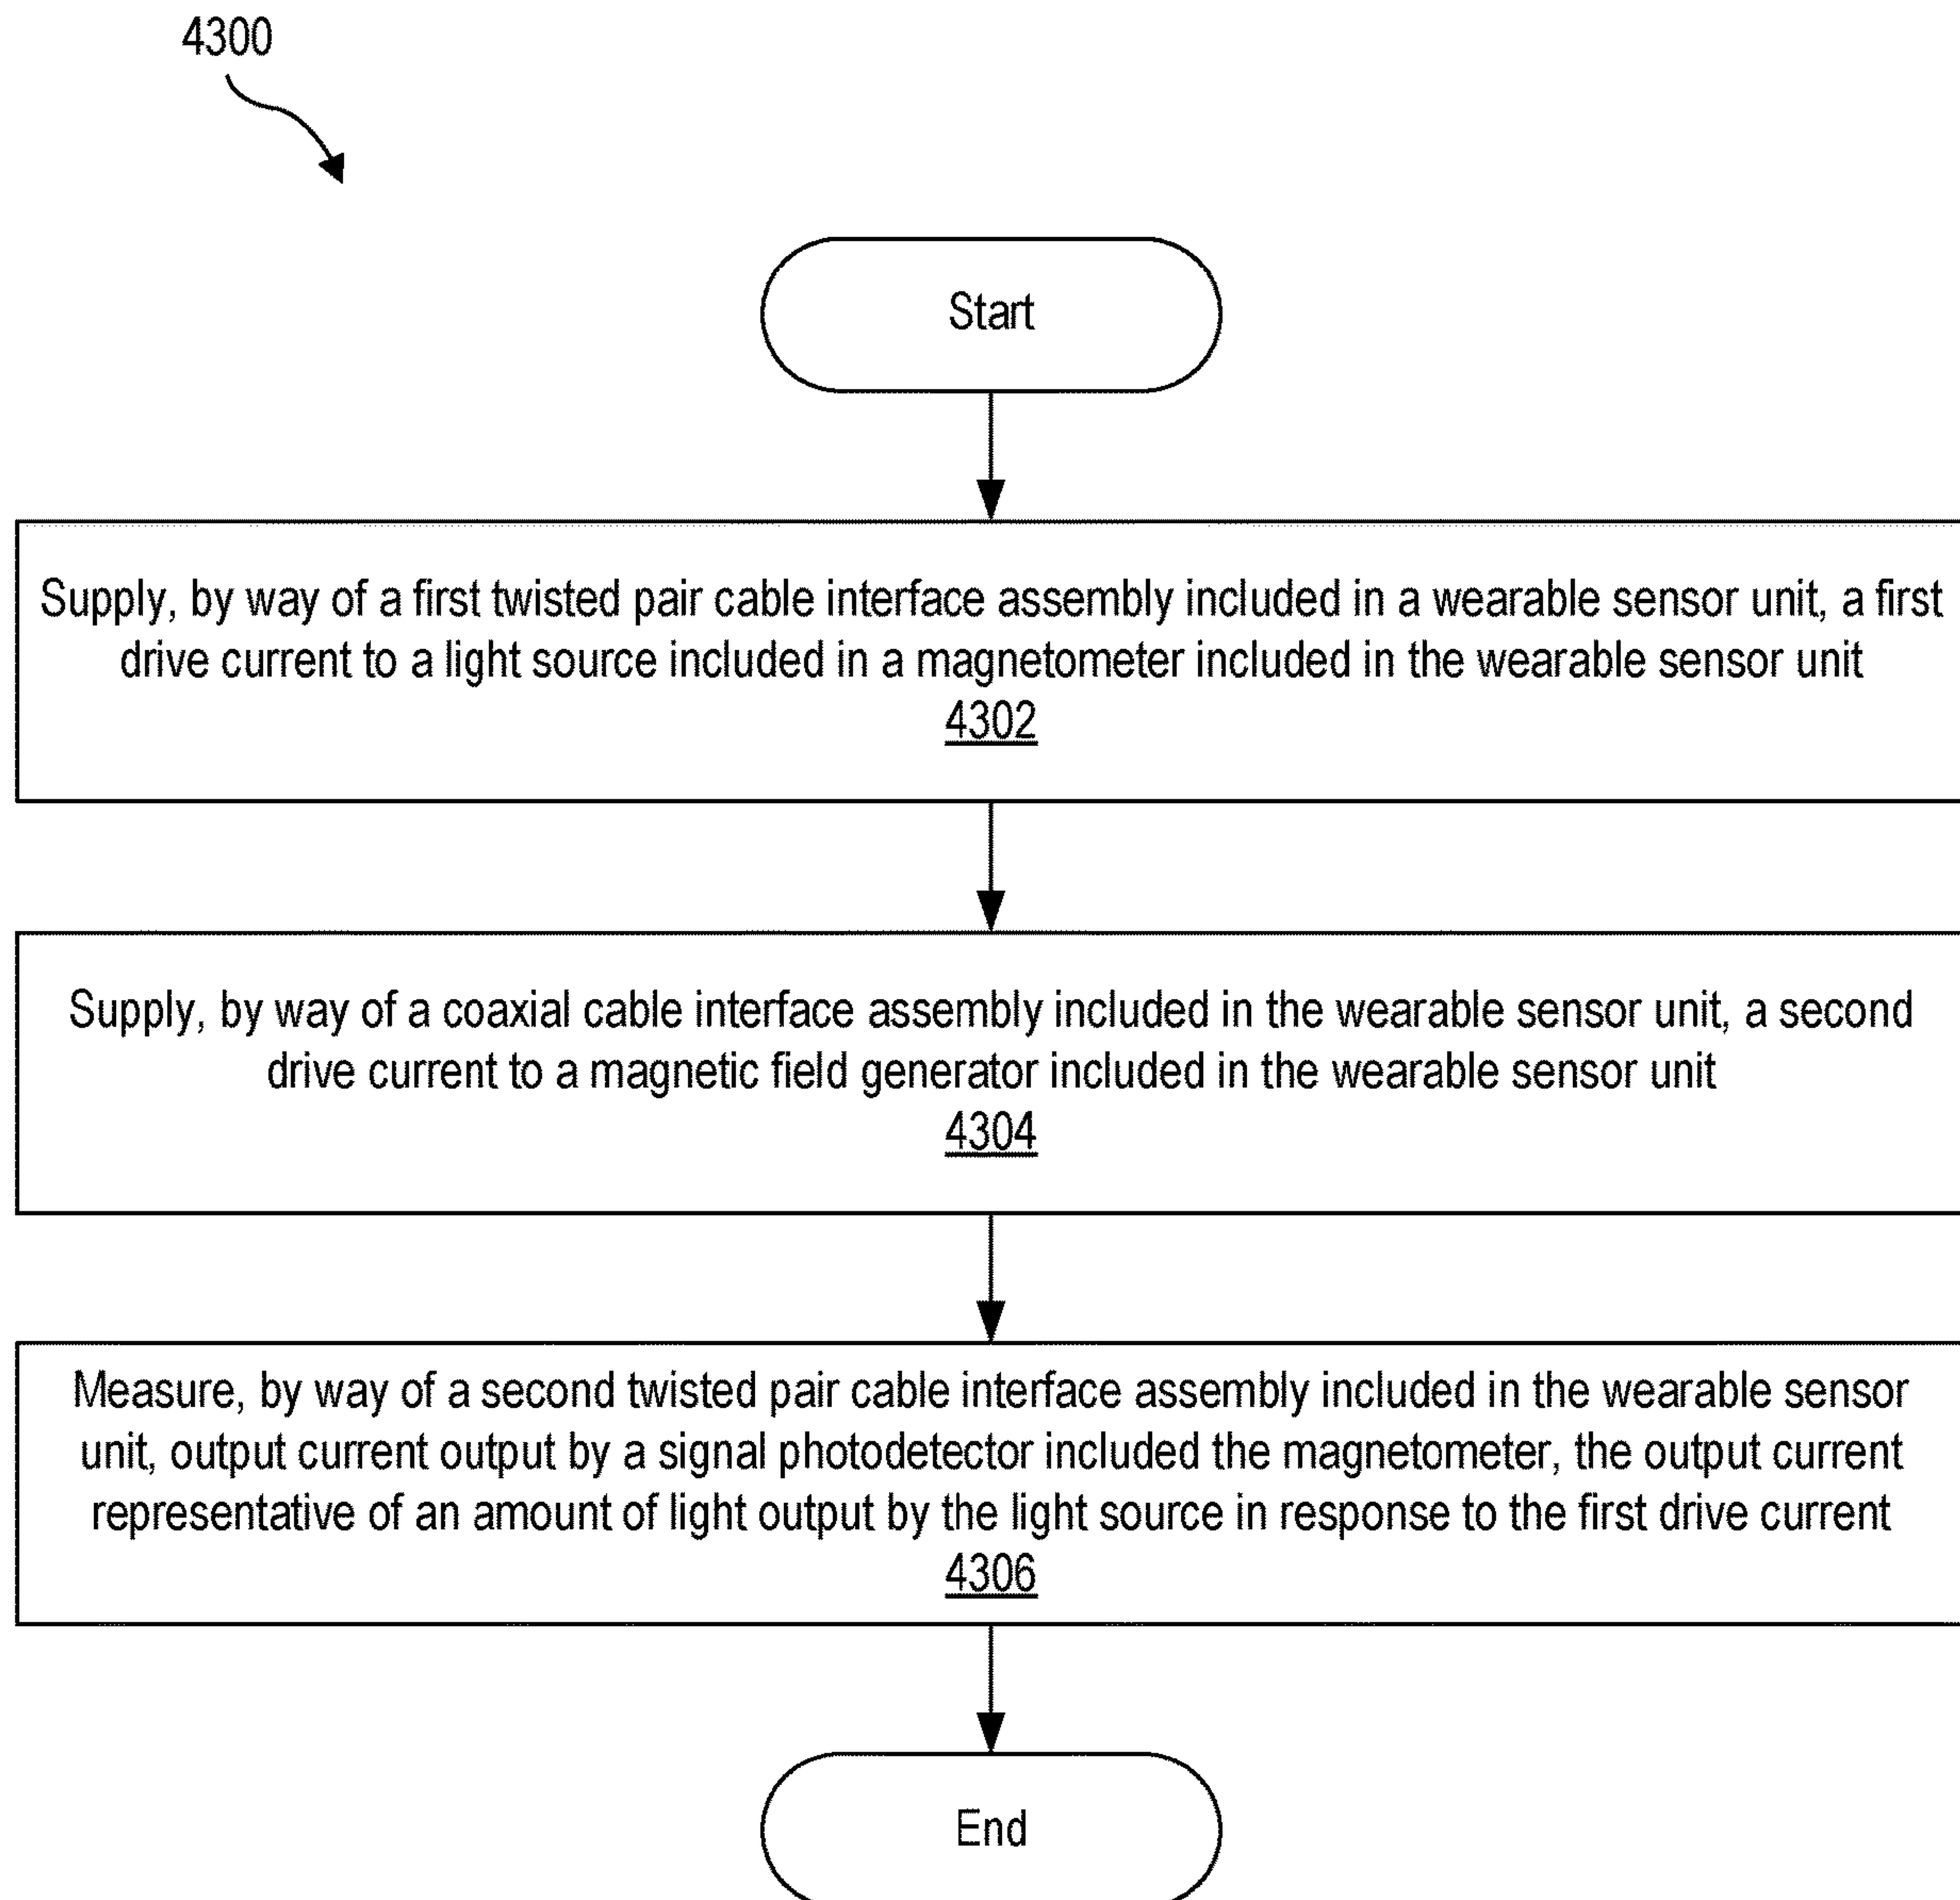 4300
Start
Supply, by way of a first twisted pair cable interface assembly included in a wearable sensor unit, a first
drive current to a light source included in a magnetometer included in the wearable sensor unit
4302
Supply, by way of a coaxial cable interface assembly included in the wearable sensor unit, a second
drive current to a magnetic field generator included in the wearable sensor unit
4304
Measure, by way of a second twisted pair cable interface assembly included in the wearable sensor
unit, output current output by a signal photodetector included the magnetometer, the output current
representative of an amount of light output by the light source in response to the first drive current
4306
End